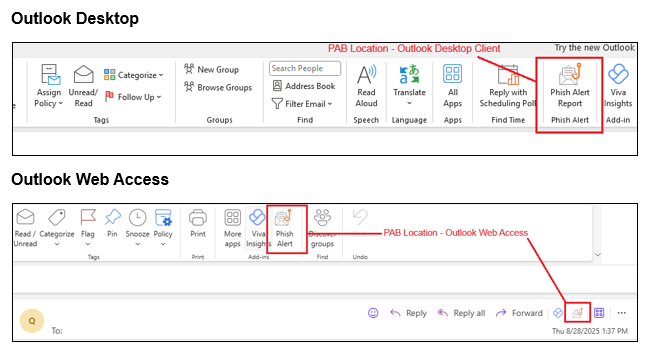 Outlook Desktop
PAB Location - Outlook Desktop Client
Try the new Outlook
Assign Policy
Unread/ Read
Categorize
Follow Up
Tags
New Group
Browse Groups
Groups
Search People
Address Book
Filter Email
Find
Read Aloud
Speech
Translate
Language
All Apps
Apps
Reply with Scheduling Poll
Find Time
Phish Alert Report
Phish Alert
Viva Insights
Add-in
Outlook Web Access
Read / Unread
Categorize
Flag
Pin
Snooze
Policy
Tags
Print
Print
More apps
Viva Insights
Phish Alert
Add-ins
Discover groups
Find
Undo
PAB Location - Outlook Web Access
Q
To:
Reply
Reply all
Forward
Thu 8/28/2025 1:37 PM